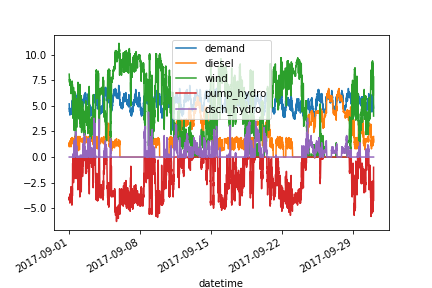 demand
diesel
wind
pump_hydro
dsch_hydro
10.0
7.5
5.0
2.5
0.0
−2.5
−5.0
2017-09-01
2017-09-08
2017-09-15
2017-09-22
2017-09-29
datetime